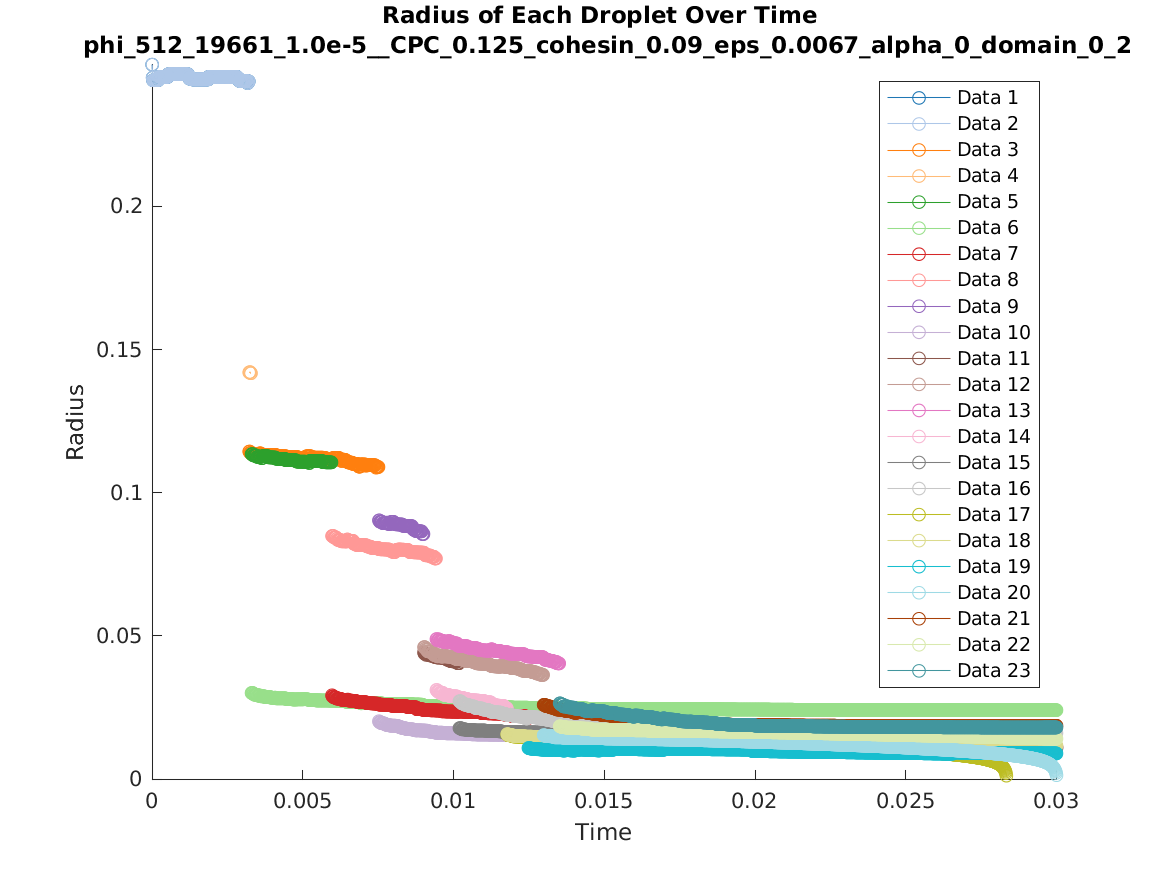 Radius of Each Droplet Over Time
phi_512_19661_1.0e-5__CPC_0.125_cohesin_0.09_eps_0.0067_alpha_0_domain_0_2
Data 1
Data 2
Data 3
Data 4
Data 5
Data 6
Data 7
Data 8
Data 9
Data 10
Data 11
Data 12
Data 13
Data 14
Data 15
Data 16
Data 17
Data 18
Data 19
Data 20
Data 21
Data 22
Data 23
0.2
0.15
0.1
0.05
0
Radius
0
0.005
0.01
0.015
0.02
0.025
0.03
Time